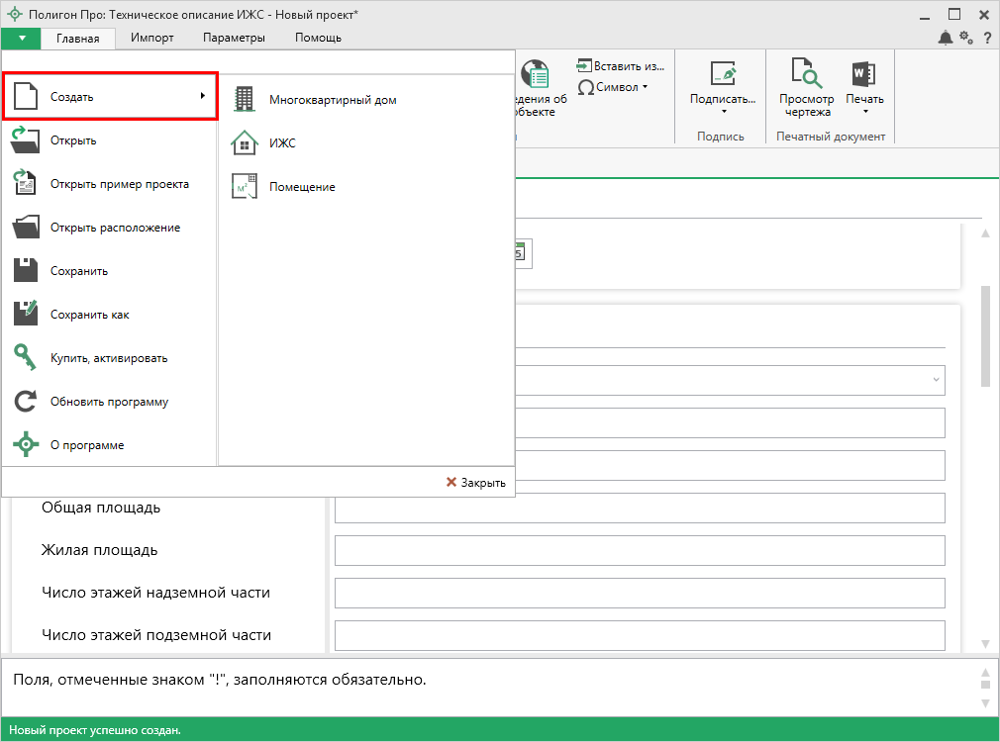 Полигон Про: Техническое описание ИЖС - Новый проект*
Главная
Импорт
Параметры
Помощь
?
едения об
объекте
Вставить из...
Символ
Подписать...
Подпись
Просмотр
чертежа
W
Печать
Печатный документ
Создать
Открыть
Открыть пример проекта
Открыть расположение
Сохранить
Сохранить как
Купить, активировать
Обновить программу
О программе
Многоквартирный дом
ИЖС
М²
Помещение
5
Закрыть
Общая площадь
Жилая площадь
Число этажей надземной части
Число этажей подземной части
Поля, отмеченные знаком "!", заполняются обязательно.
Новый проект успешно создан.